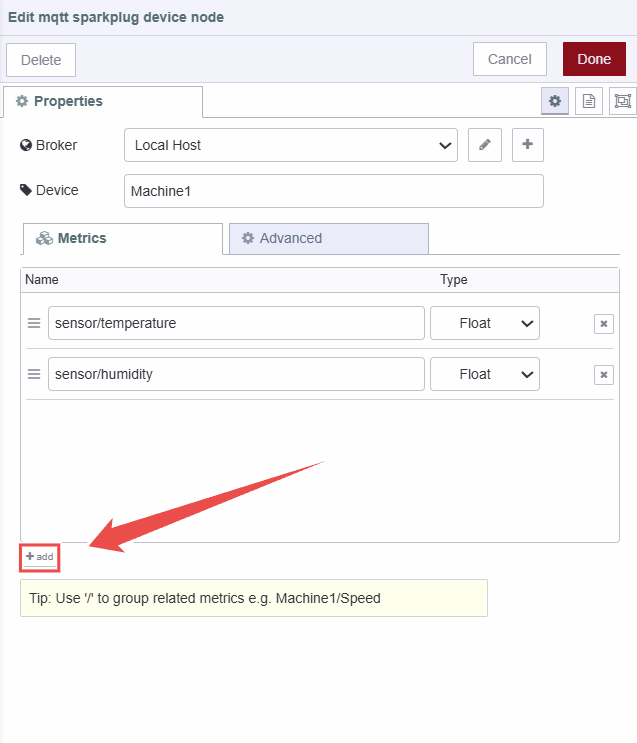 Edit mqtt sparkplug device node
Delete
Cancel
Done
Properties
Broker
Local Host
Device
Machine1
Metrics
Advanced
Name
Type
sensor/temperature
Float
sensor/humidity
Float
add
Tip: Use '/' to group related metrics e.g. Machine1/Speed